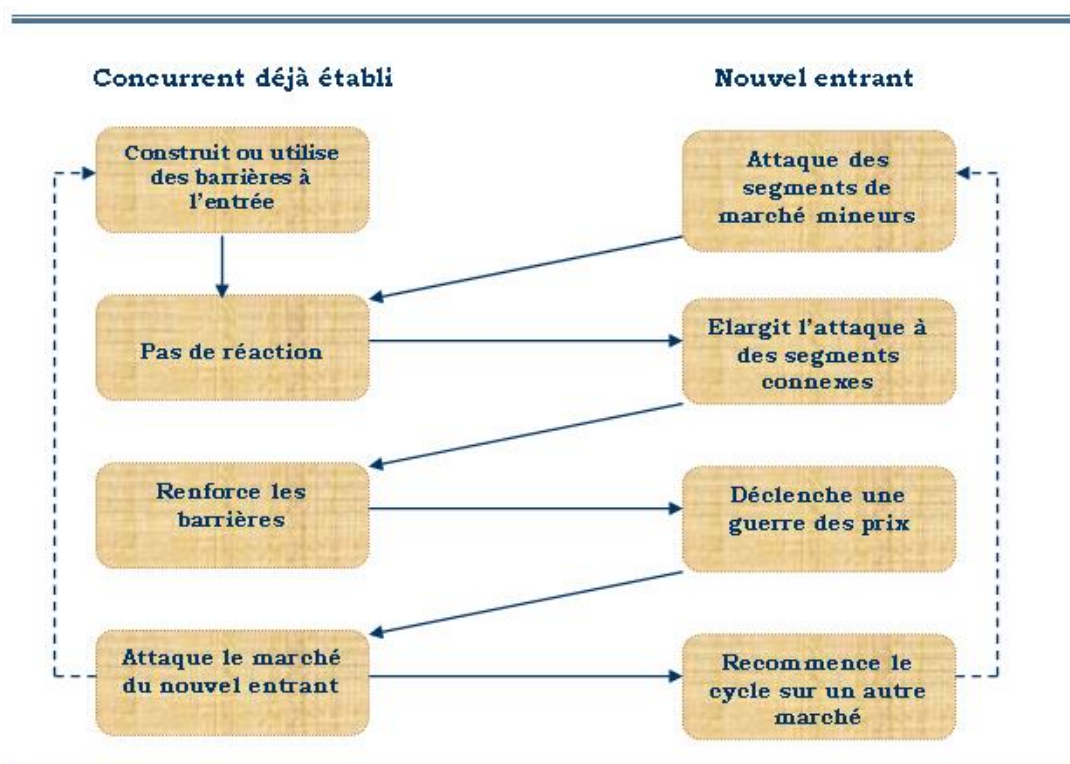 Concurrent déjà établi
Nouvel entrant
Construit ou utilise
des barrières à
l'entrée
Attaque des
segments de
marché mineurs
Pas de réaction
Elargit l'attaque à
des segments
connexes
Renforce les
barrières
Déclenche une
guerre des prix
Attaque le marché
du nouvel entrant
Recommence le
cycle sur un autre
marché